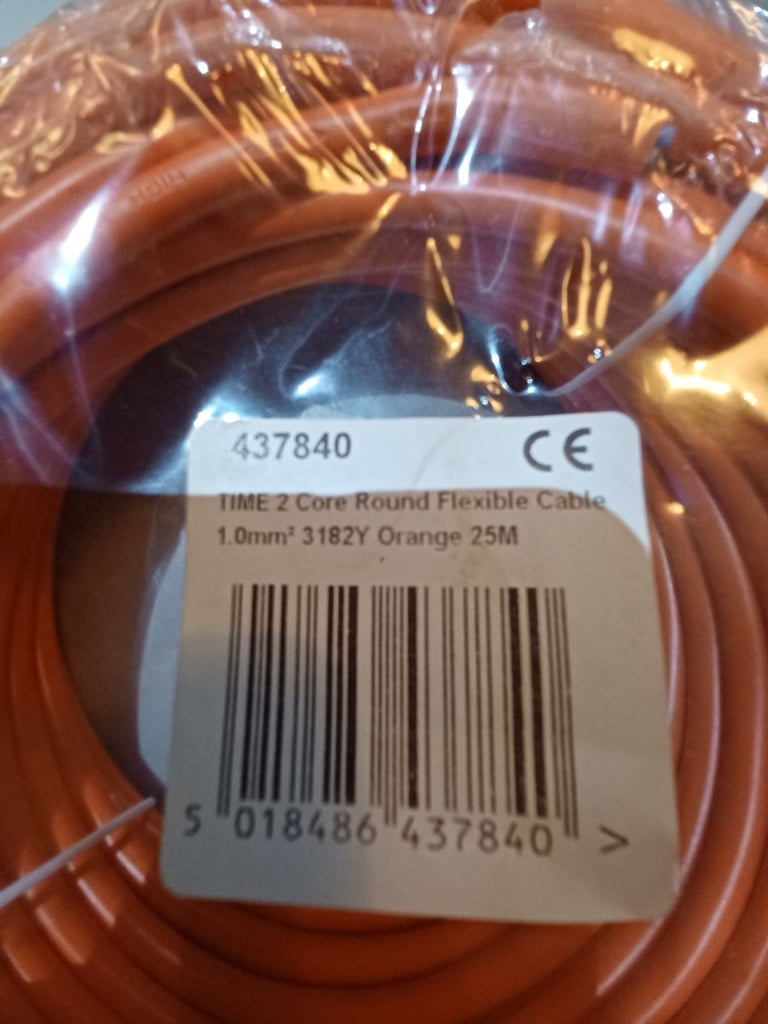 437840 CE
TIME 2 Core Round Flexible Cable
1.0mm² 3182Y Orange 25M
5 018486 437840 >